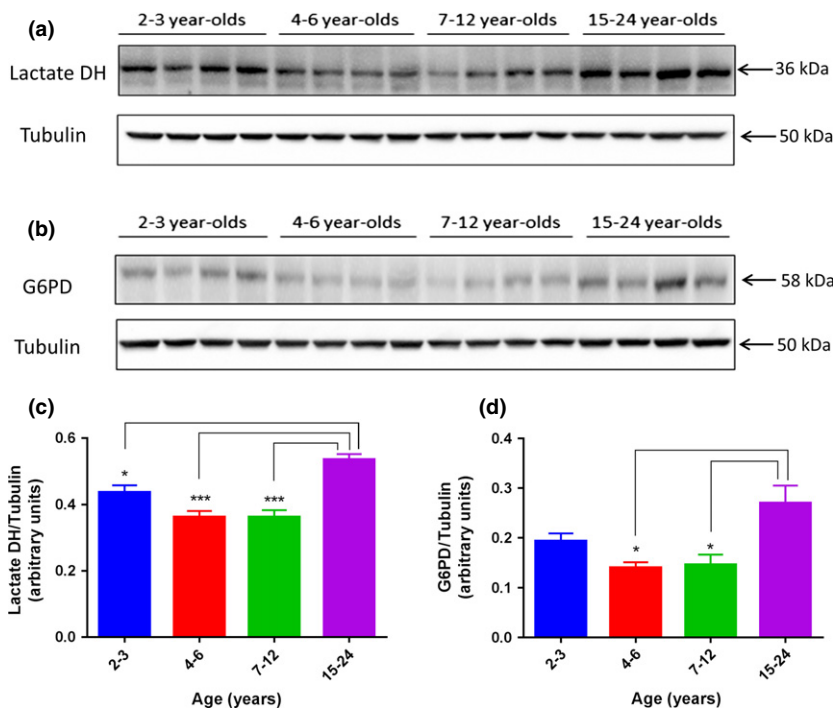 (a)
2-3 year-olds 4-6 year-olds 7-12 year-olds 15-24 year-olds
Lactate DH
36 kDa
Tubulin
50 kDa
(b)
2-3 year-olds 4-6 year-olds 7-12 year-olds 15-24 year-olds
G6PD
58 kDa
Tubulin
50 kDa
(c)
Lactate DH/Tubulin
(arbitrary units)
0.6
0.4
0.2
0.0
* *** ***
2-3 4-6 7-12 15-24
Age (years)
(d)
G6PD/Tubulin
(arbitrary units)
0.4
0.3
0.2
0.1
0.0
* *
2-3 4-6 7-12 15-24
Age (years)